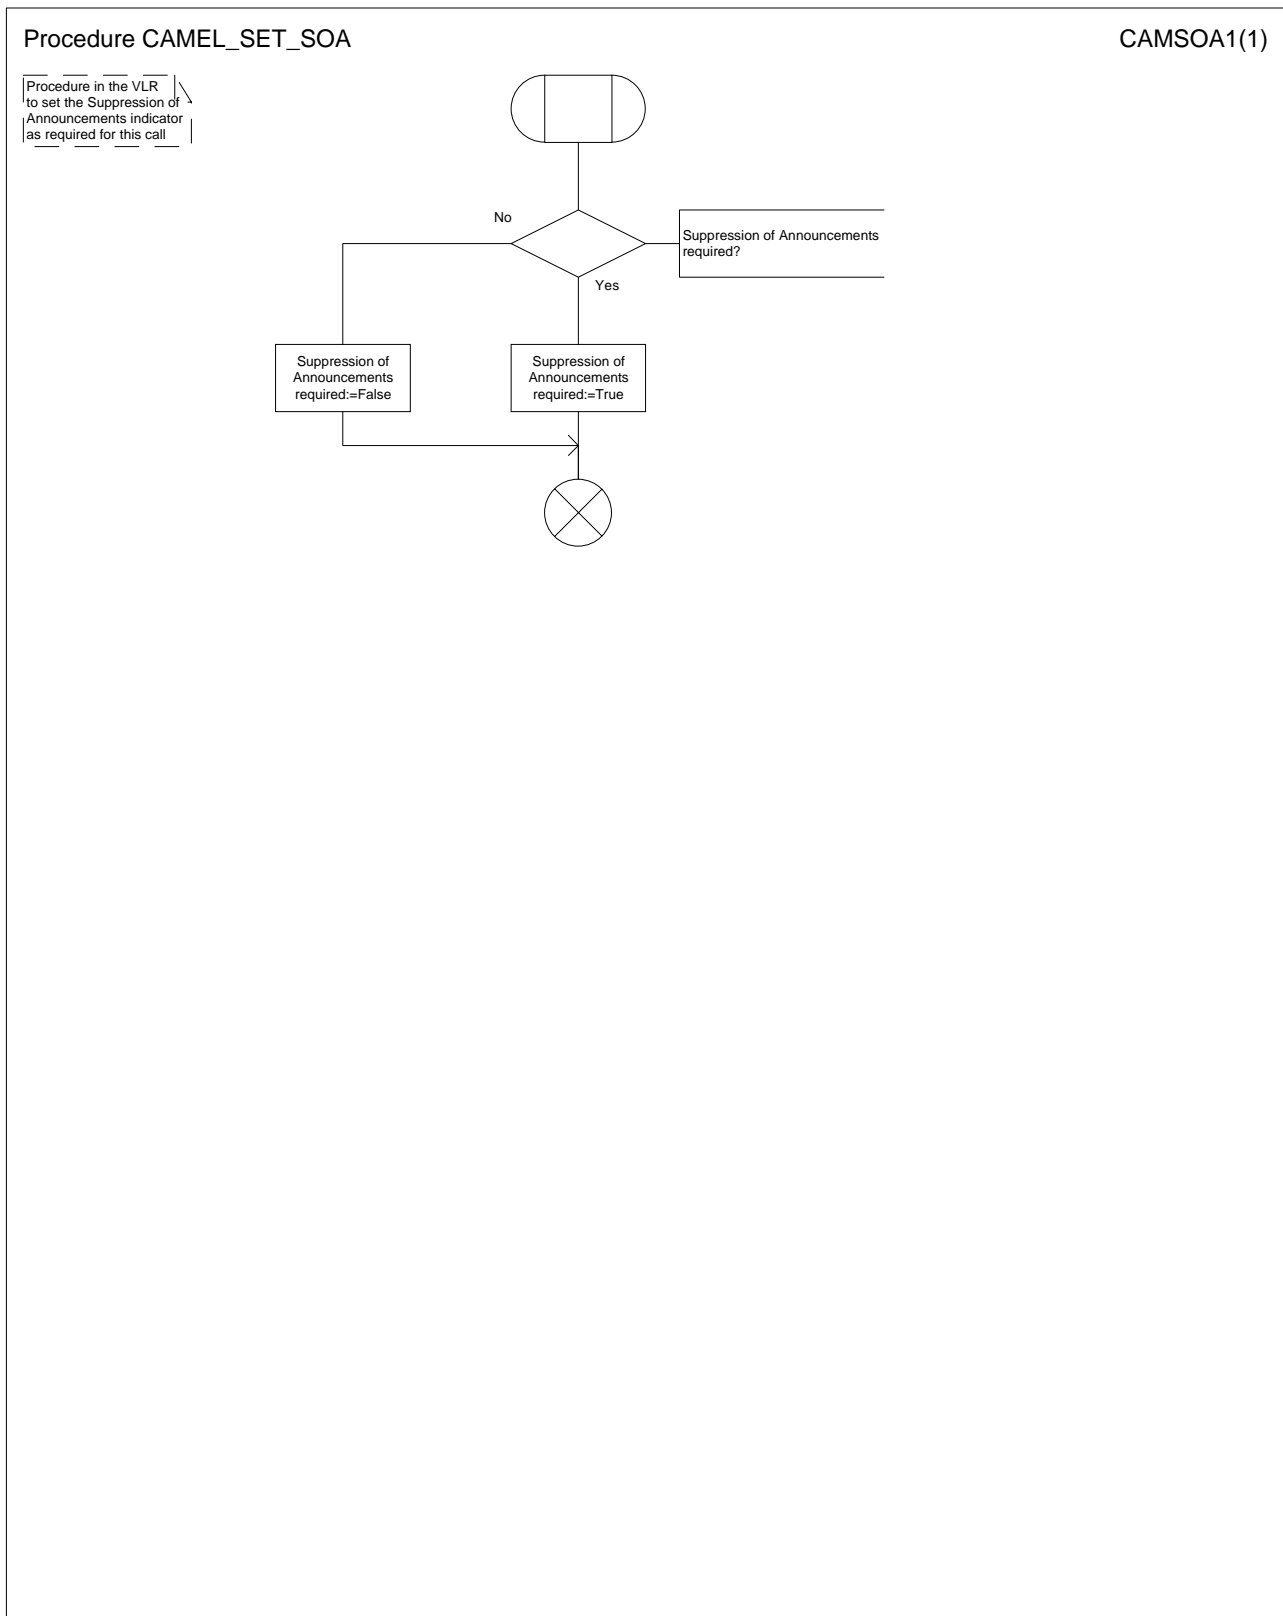 Procedure CAMEL_SET_SOA
CAMSOA1(1)
Procedure in the VLR
to set the Suppression of
Announcements indicator
as required for this call
No
Suppression of Announcements
required?
Yes
Suppression of
Announcements
required:=False
Suppression of
Announcements
required:=True